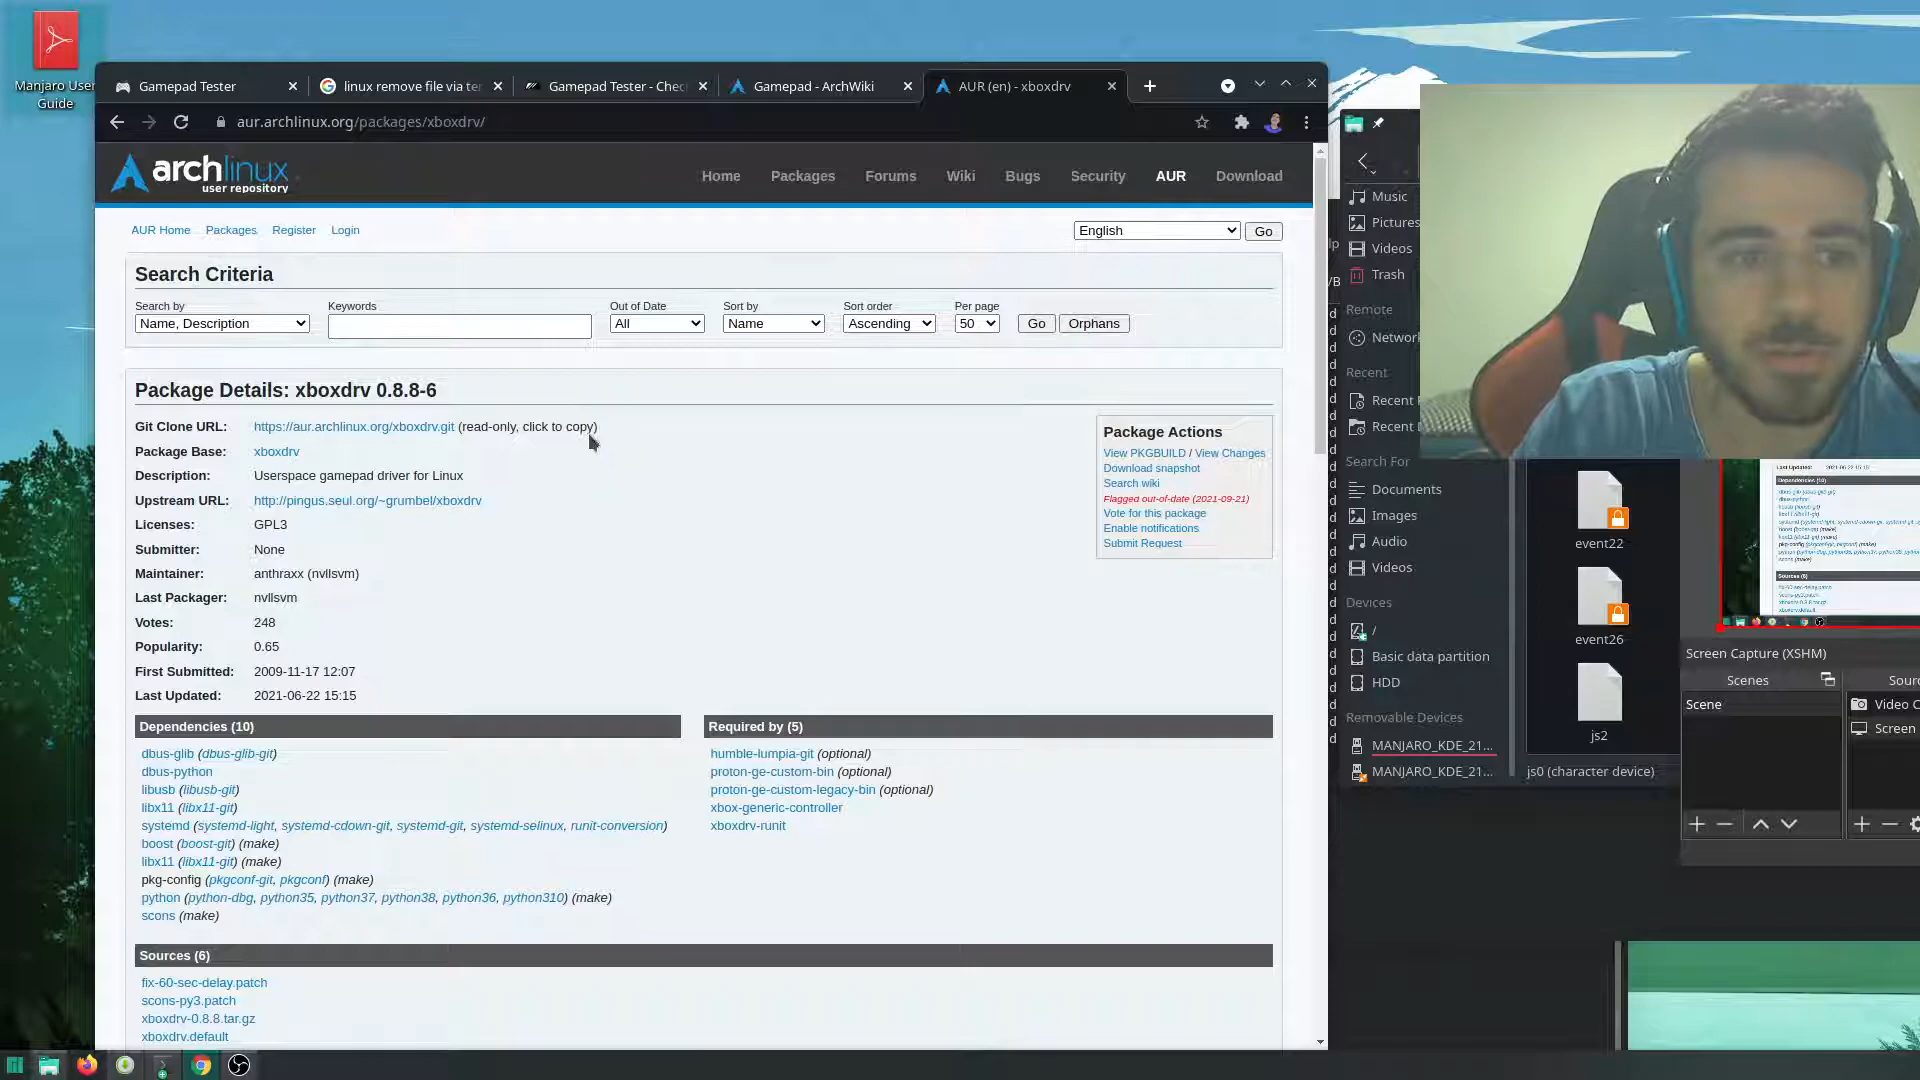 Manjaro User
Guide
Gamepad Tester
linux remove file via ter
Gamepad Tester - Chec
Gamepad - ArchWiki
AUR (en) - xboxdrv
aur.archlinux.org/packages/xboxdrv/
archlinux
user repository
Home Packages Forums Wiki Bugs Security AUR Download
AUR Home Packages Register Login
English Go
Search Criteria
Search by Keywords Out of Date Sort by Sort order Per page
Name, Description All Name Ascending 50 Go Orphans
Package Details: xboxdrv 0.8.8-6
Git Clone URL: https://aur.archlinux.org/xboxdrv.git (read-only, click to copy)
Package Base: xboxdrv
Description: Userspace gamepad driver for Linux
Upstream URL: http://pingus.seul.org/~grumbel/xboxdrv
Licenses: GPL3
Submitter: None
Maintainer: anthraxx (nvllsvm)
Last Packager: nvllsvm
Votes: 248
Popularity: 0.65
First Submitted: 2009-11-17 12:07
Last Updated: 2021-06-22 15:15
Package Actions
View PKGBUILD / View Changes
Download snapshot
Search wiki
Flagged out-of-date (2021-09-21)
Vote for this package
Enable notifications
Submit Request
Dependencies (10)
dbus-glib (dbus-glib-git)
dbus-python
libusb (libusb-git)
libx11 (libx11-git)
systemd (systemd-light, systemd-cdown-git, systemd-git, systemd-selinux, runit-conversion)
boost (boost-git) (make)
libx11 (libx11-git) (make)
pkg-config (pkgconf-git, pkgconf) (make)
python (python-dbg, python35, python37, python38, python36, python310) (make)
scons (make)
Required by (5)
humble-lumpia-git (optional)
proton-ge-custom-bin (optional)
proton-ge-custom-legacy-bin (optional)
xbox-generic-controller
xboxdrv-runit
Sources (6)
fix-60-sec-delay.patch
scons-py3.patch
xboxdrv-0.8.8.tar.gz
xboxdrv.default
Music
Pictures
Videos
Trash
Remote
Network
Recent
Recent F
Recent
Search For
Documents
Images
Audio
Videos
Devices
/
Basic data partition
HDD
Removable Devices
MANJARO_KDE_21...
MANJARO_KDE_21...
event22
event26
js2
js0 (character device)
Screen Capture (XSHM)
Scenes
Sourc
Scene
Video C
Screen